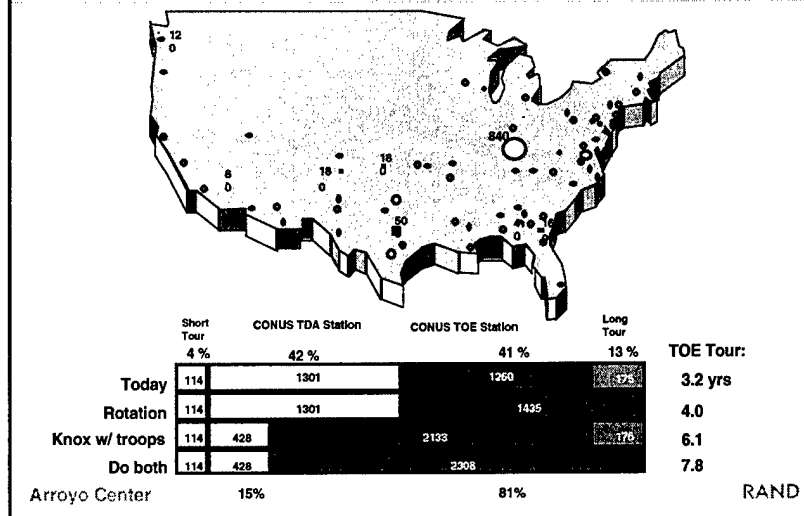 12
0
840
18
0
18
0
6
0
50
0
Short Tour
CONUS TDA Station
CONUS TOE Station
Long Tour
4 %
42 %
41 %
13 %
TOE Tour:
Today
114
1301
1260
175
3.2 yrs
Rotation
114
1301
1435
4.0
Knox w/ troops
114
428
2133
176
6.1
Do both
114
428
2308
7.8
Arroyo Center
15%
81%
RAND